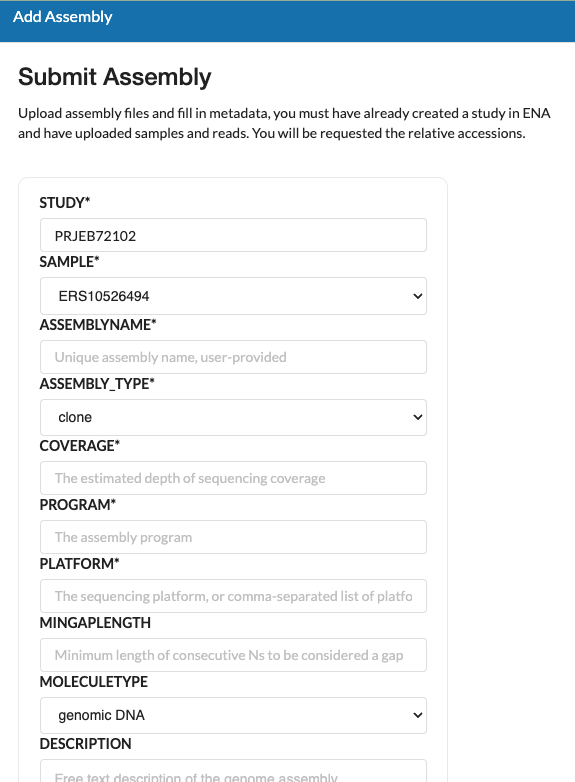 Add Assembly
Submit Assembly
Upload assembly files and fill in metadata, you must have already created a study in ENA
and have uploaded samples and reads. You will be requested the relative accessions.
STUDY*
PRJEB72102
SAMPLE*
ERS10526494
ASSEMBLYNAME*
Unique assembly name, user-provided
ASSEMBLY_TYPE*
clone
COVERAGE*
The estimated depth of sequencing coverage
PROGRAM*
The assembly program
PLATFORM*
The sequencing platform, or comma-separated list of platfo
MINGAPLENGTH
Minimum length of consecutive Ns to be considered a gap
MOLECULETYPE
genomic DNA
DESCRIPTION
Free text description of the genome assembly